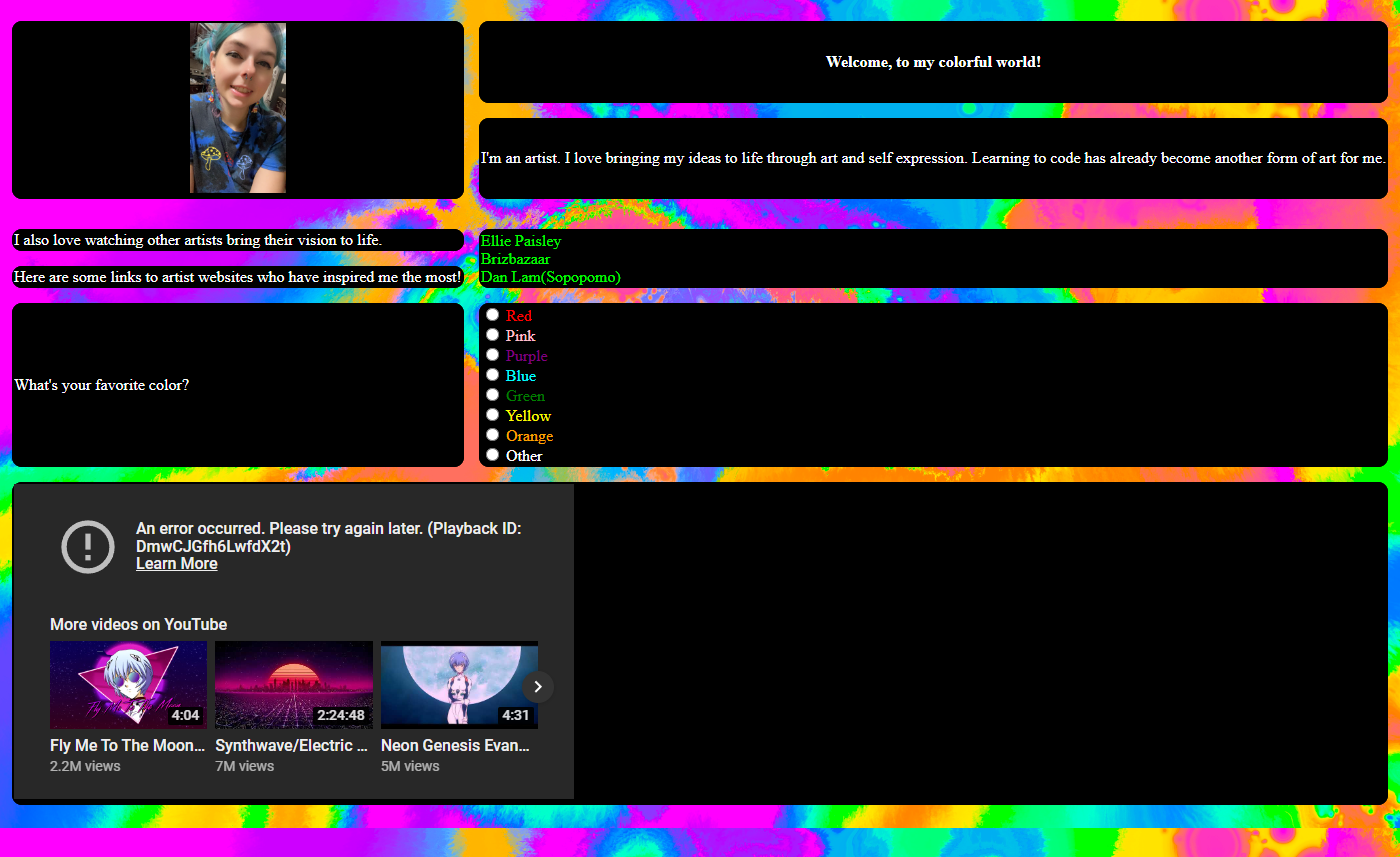 Welcome, to my colorful world!
I'm an artist. I love bringing my ideas to life through art and self expression. Learning to code has already become another form of art for me.
I also love watching other artists bring their vision to life.
Here are some links to artist websites who have inspired me the most!
Ellie Paisley
Brizbazaar
Dan Lam(Sopopomo)
What's your favorite color?
Red
Pink
Purple
Blue
Green
Yellow
Orange
Other
An error occurred. Please try again later. (Playback ID:
DmwCJGfh6LwfdX2t)
Learn More
More videos on YouTube
Fly Me To The Moon
4:04
2:24:48
4:31
Fly Me To The Moon...
Synthwave/Electric ...
Neon Genesis Evan...
2.2M views
7M views
5M views